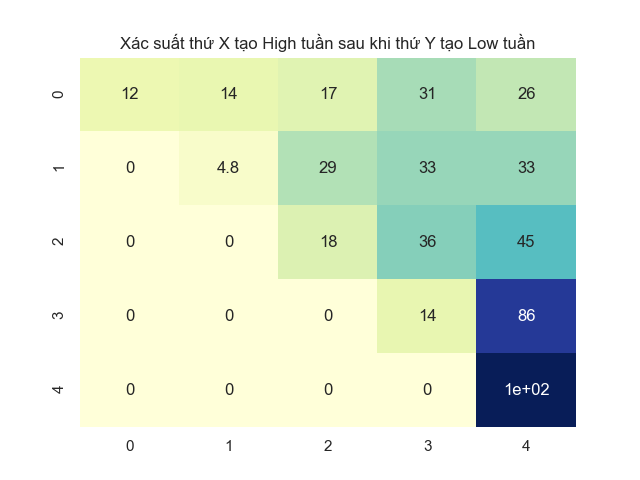 Xác suất thứ X tạo High tuần sau khi thứ Y tạo Low tuần
0 12 14 17 31 26
1 0 4.8 29 33 33
2 0 0 18 36 45
3 0 0 0 14 86
4 0 0 0 0 1e+02
0 1 2 3 4